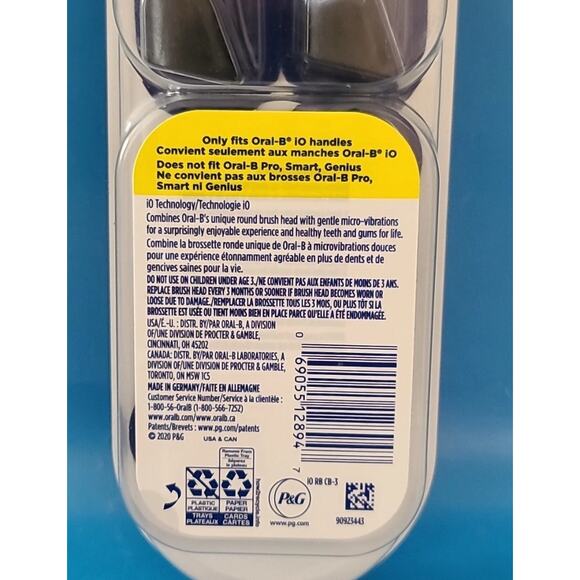 Only fits Oral-B® iO handles
Convient seulement aux manches Oral-B® iO
Does not fit Oral-B Pro, Smart, Genius
Ne convient pas aux brosses Oral-B Pro,
Smart ni Genius
iO Technology/Technologie iO
Combines Oral-B's unique round brush head with gentle micro-vibrations
for a surprisingly enjoyable experience and healthy teeth and gums for life.
Combine la brossette ronde unique de Oral-B à microvibrations douces
pour une expérience étonnamment agréable en plus de dents et de
gencives saines pour la vie.
DO NOT USE ON CHILDREN UNDER AGE 3./NE CONVIENT PAS AUX ENFANTS DE MOINS DE 3 ANS.
REPLACE BRUSH HEAD EVERY 3 MONTHS OR SOONER IF BRUSH HEAD BECOMES WORN OR
LOOSE DUE TO DAMAGE./REMPLACER LA BROSSETTE TOUS LES 3 MOIS, OU PLUS TÔT SI LA
BROSSETTE EST USÉE OU TIENT MOINS BIEN EN PLACE PARCE QU'ELLE A ÉTÉ ENDOMMAGÉE.
USA/É.-U. : DISTR. BY/PAR ORAL-B, A DIVISION
OF/UNE DIVISION DE PROCTER & GAMBLE,
CINCINNATI, OH 45202
CANADA: DISTR. BY/PAR ORAL-B LABORATORIES, A
DIVISION OF/UNE DIVISION DE PROCTER & GAMBLE,
TORONTO, ON M5W 1C5
MADE IN GERMANY/FAITE EN ALLEMAGNE
Customer Service Number/Service à la clientèle :
1-800-56-OralB (1-800-566-7252)
www.oralb.com/www.oralb.ca
Patents/Brevets : www.pg.com/patents
© 2020 P&G USA & CAN
0 69055 12894 7
iO RB CB-3
Remove From
Plastic Tray
Séparez
le plateau
PLASTIC
PLASTIQUE
TRAYS
PLATEAUX
PAPER
PAPIER
CARDS
CARTES
how2recycle.info
P&G
www.pg.com
90923443